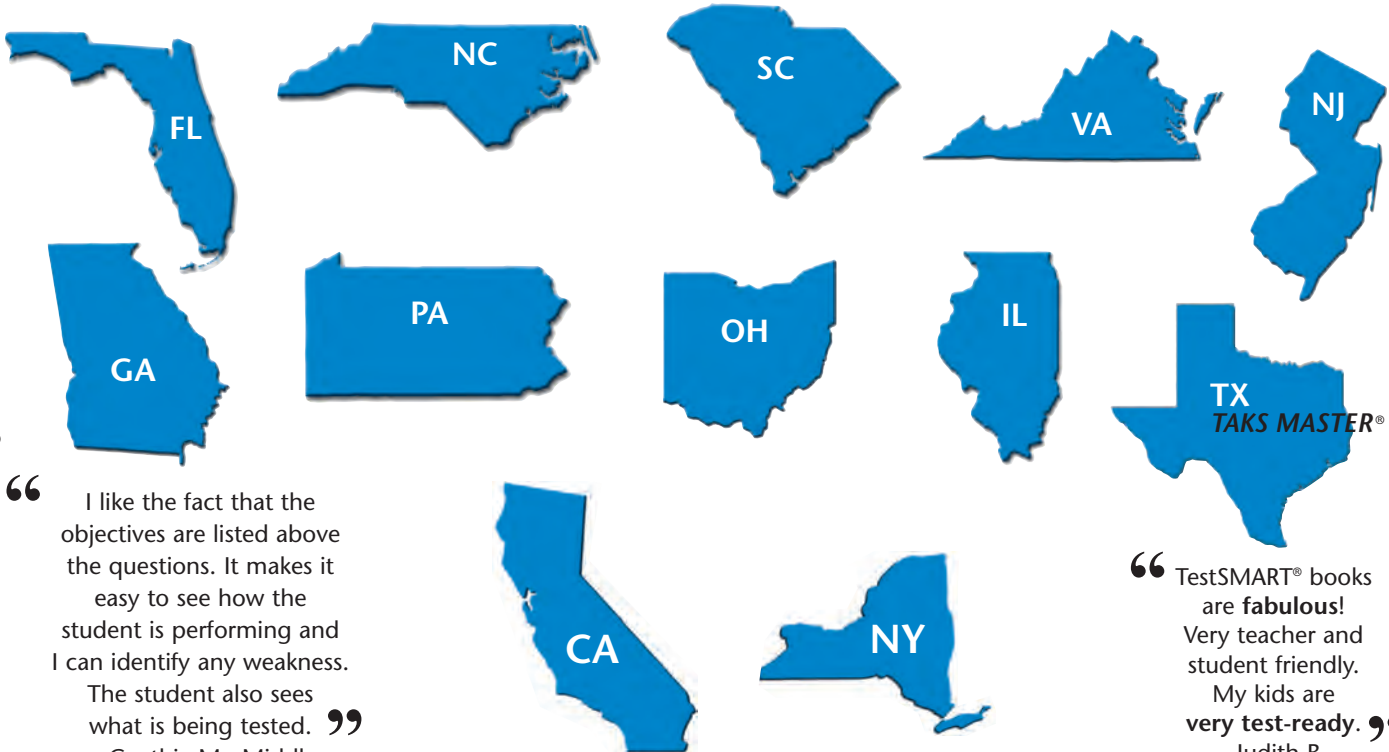 FL
NC
SC
VA
NJ
GA
PA
OH
IL
TX
TAKS MASTER®
CA
NY
“ I like the fact that the
objectives are listed above
the questions. It makes it
easy to see how the
student is performing and
I can identify any weakness.
The student also sees
what is being tested. ”
“ TestSMART® books
are fabulous!
Very teacher and
student friendly.
My kids are
very test-ready. ”
Judith B